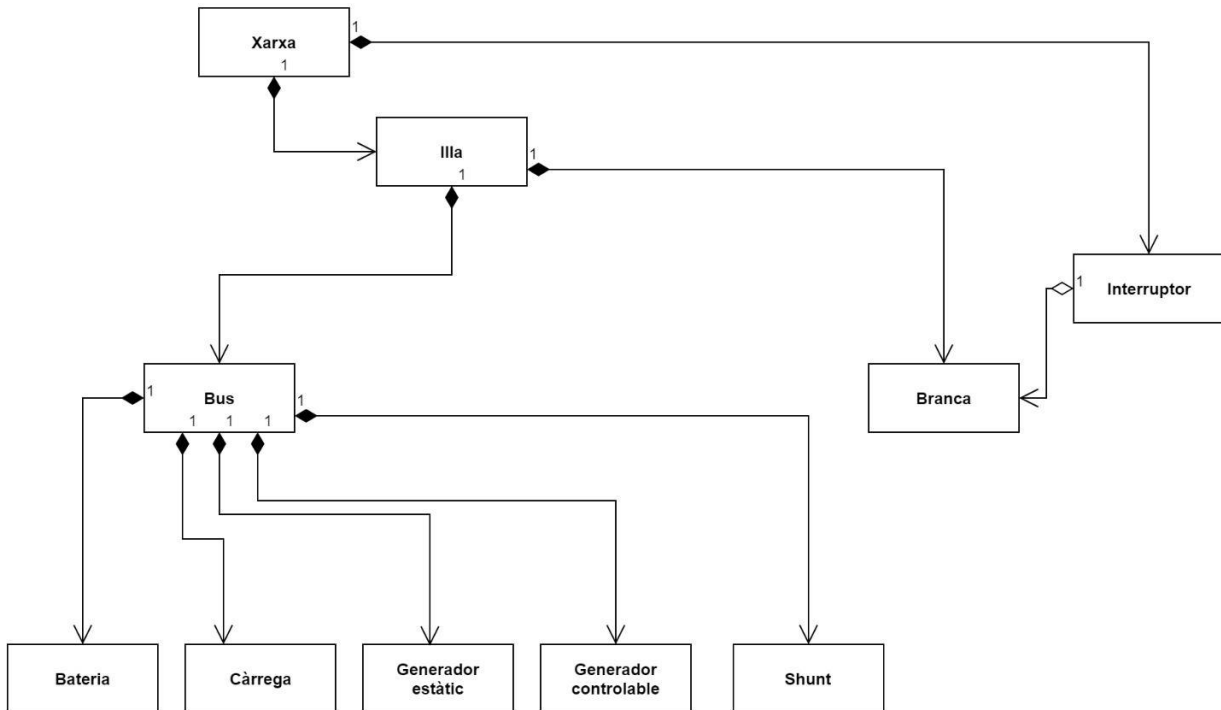 1
Xarxa
1
1
Illa
1
1
Interruptor
1
1
Bus
1
1
1
1
Branca
Bateria
Càrrega
Generador
estàtic
Generador
controlable
Shunt